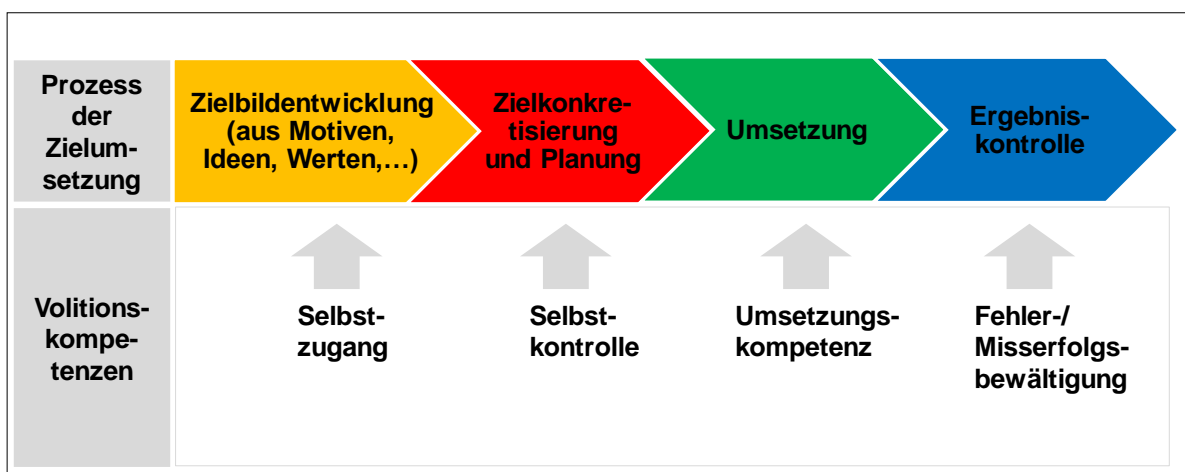 Prozess
der
Zielum-
setzung
Zielbildentwicklung
(aus Motiven,
Ideen, Werten,…)
Zielkonkre-
tisierung
und Planung
Umsetzung
Ergebnis-
kontrolle
Volitions-
kompe-
tenzen
Selbst-
zugang
Selbst-
kontrolle
Umsetzungs-
kompetenz
Fehler-/
Misserfolgs-
bewältigung